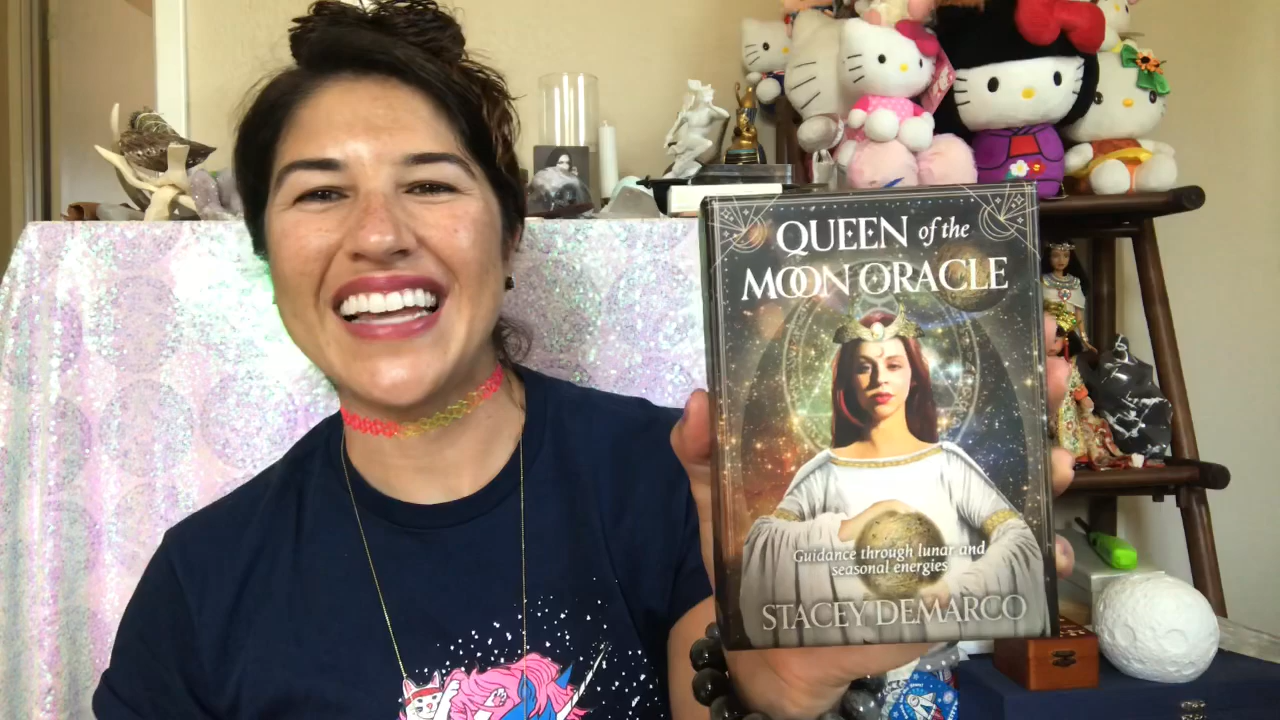 QUEEN of the
MOON ORACLE
Guidance through lunar and
seasonal energies
STACEY DEMARCO